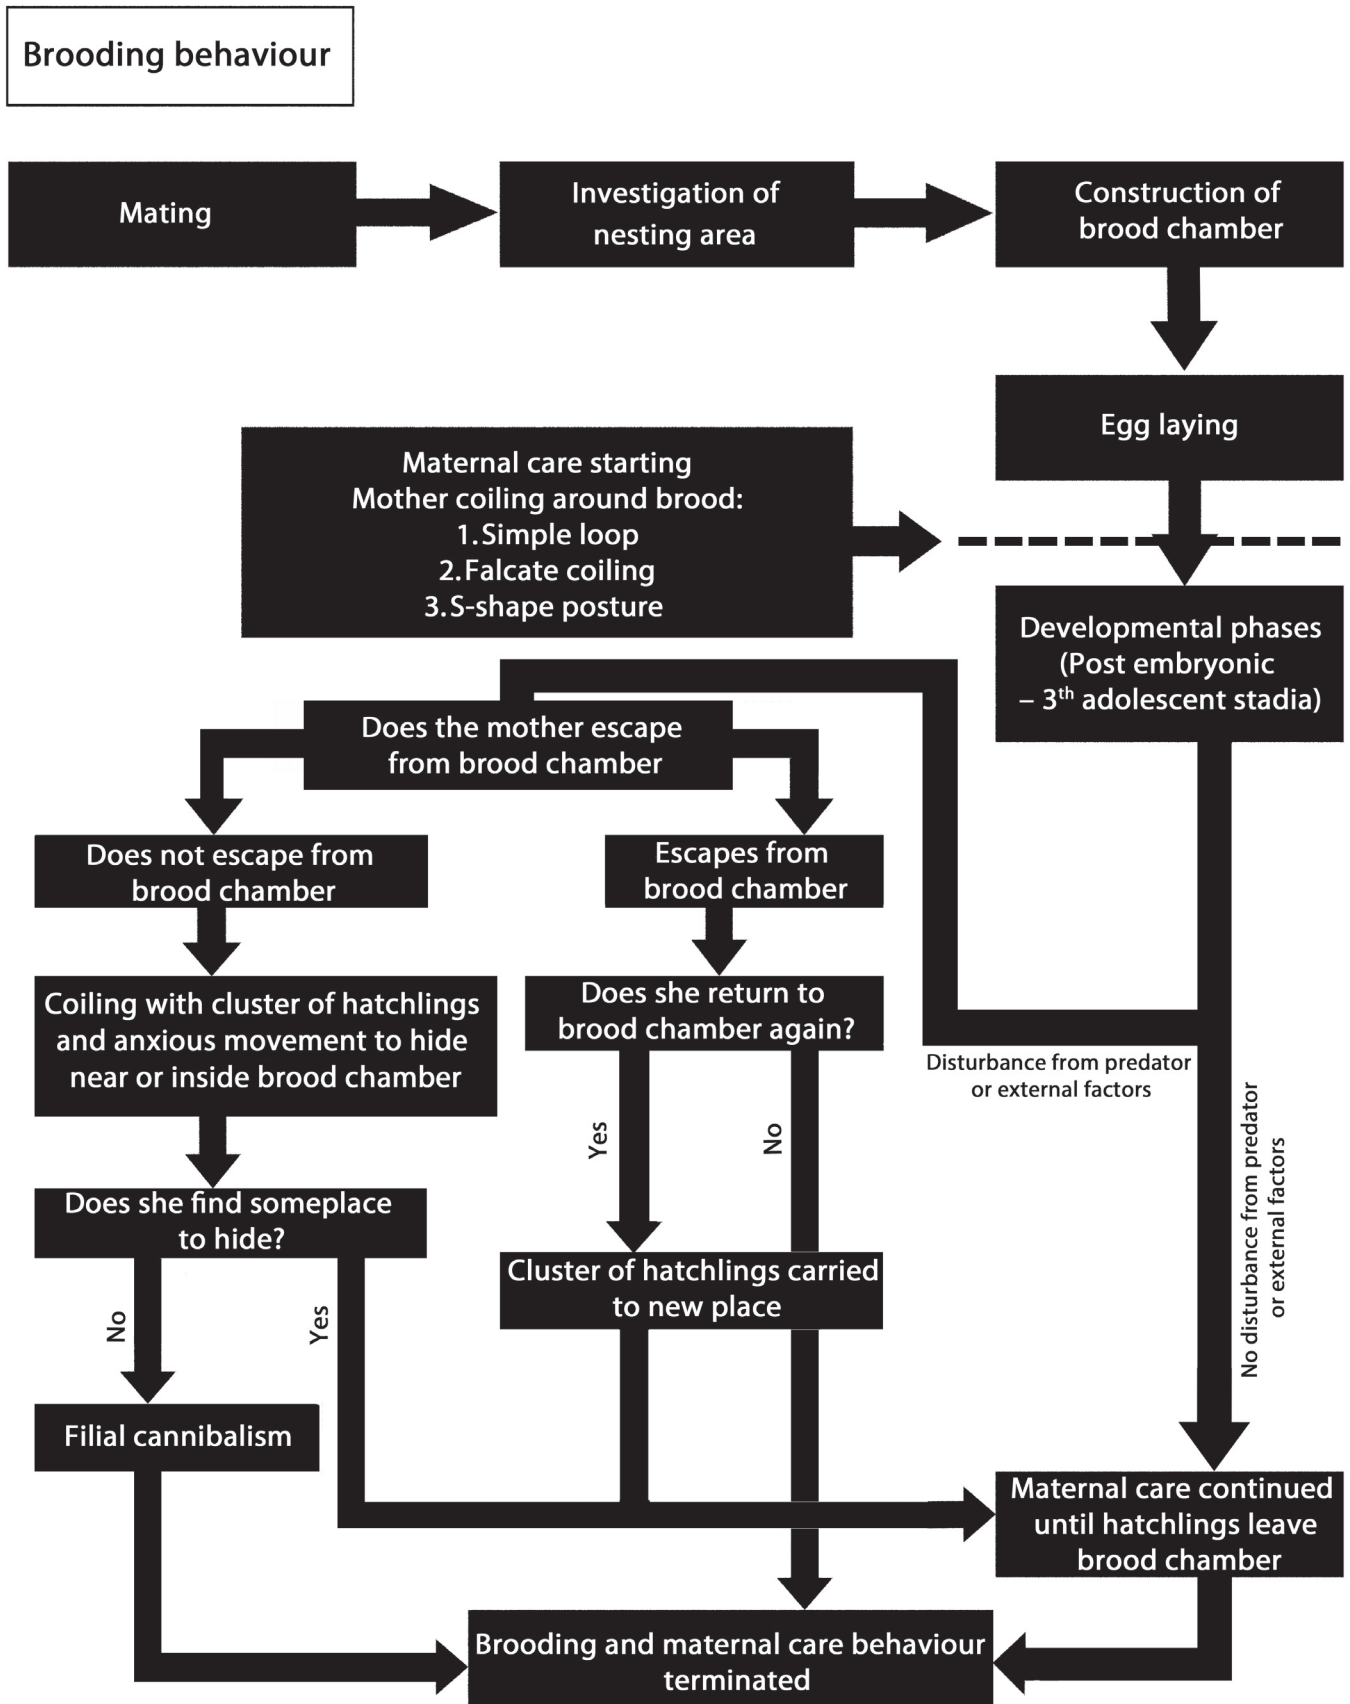 Brooding behaviour
Mating
Investigation of
nesting area
Construction of
brood chamber
Egg laying
Maternal care starting
Mother coiling around brood:
1. Simple loop
2. Falcate coiling
3. S-shape posture
Developmental phases
(Post embryonic
– 3th adolescent stadia)
Does the mother escape
from brood chamber
Does not escape from
brood chamber
Escapes from
brood chamber
Coiling with cluster of hatchlings
and anxious movement to hide
near or inside brood chamber
Does she return to
brood chamber again?
Disturbance from predator
or external factors
No disturbance from predator
or external factors
Yes
No
Does she find someplace
to hide?
Cluster of hatchlings carried
to new place
No
Yes
Filial cannibalism
Maternal care continued
until hatchlings leave
brood chamber
Brooding and maternal care behaviour
terminated